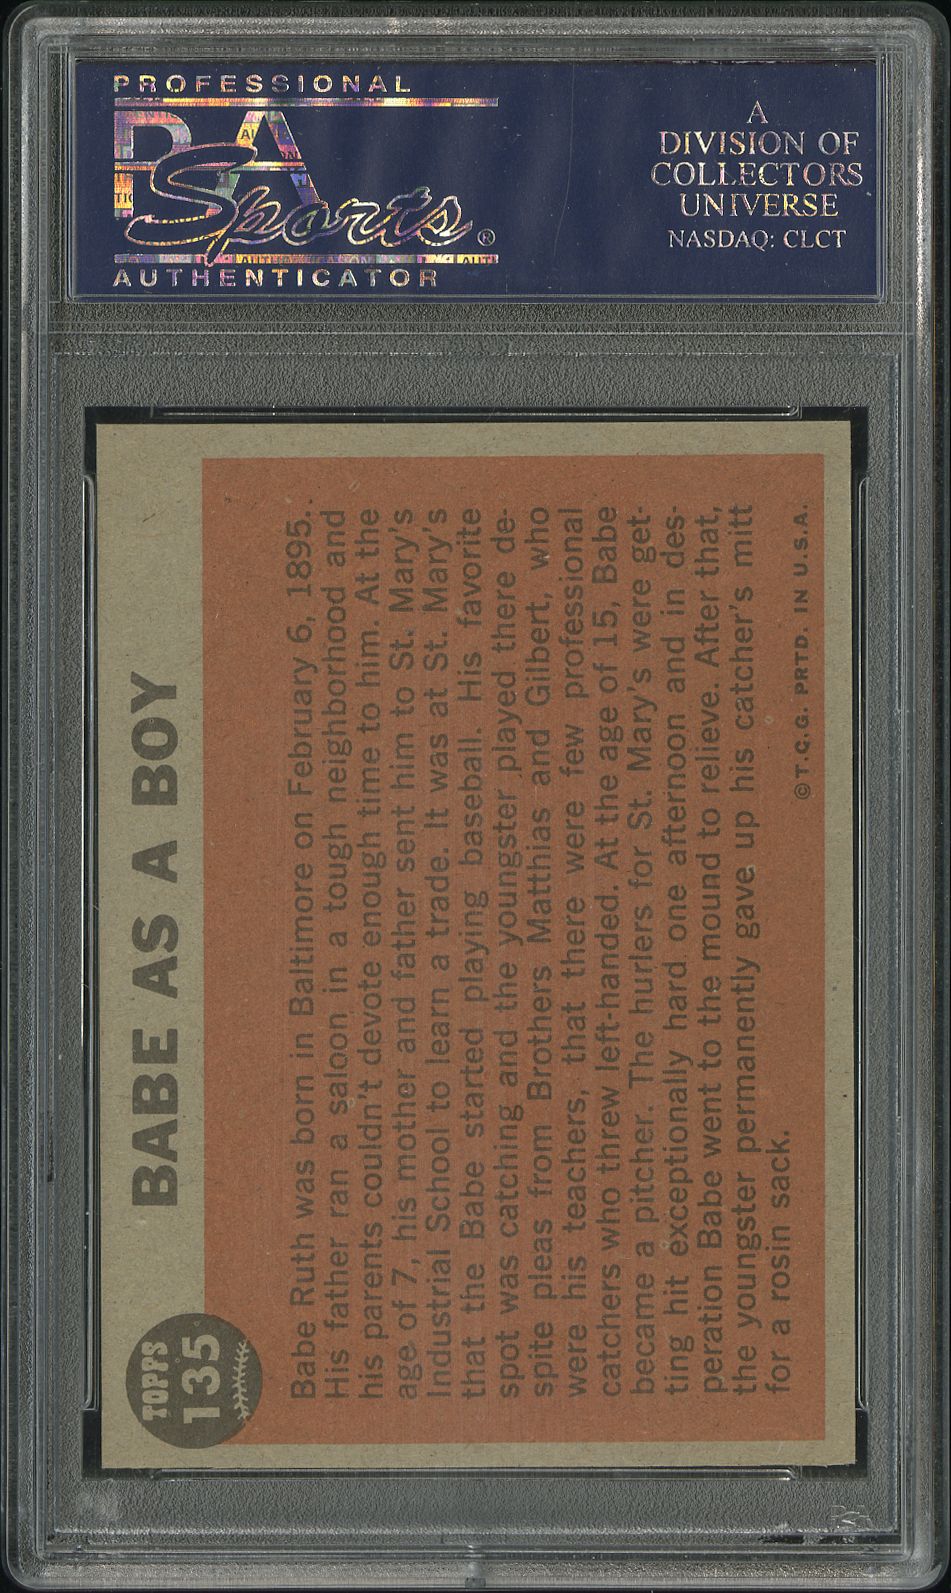 PROFESSIONAL
PSA
Sports®
AUTHENTICATOR
A
DIVISION OF
COLLECTORS
UNIVERSE
NASDAQ: CLCT
TOPPS
135
BABE AS A BOY
Babe Ruth was born in Baltimore on February 6, 1895.
His father ran a saloon in a tough neighborhood and
his parents couldn't devote enough time to him. At the
age of 7, his mother and father sent him to St. Mary's
Industrial School to learn a trade. It was at St. Mary's
that the Babe started playing baseball. His favorite
spot was catching and the youngster played there de-
spite pleas from Brothers Matthias and Gilbert, who
were his teachers, that there were few professional
catchers who threw left-handed. At the age of 15, Babe
became a pitcher. The hurlers for St. Mary's were get-
ting hit exceptionally hard one afternoon and in des-
peration Babe went to the mound to relieve. After that,
the youngster permanently gave up his catcher's mitt
for a rosin sack.
©T.C.G. PRTD. IN U.S.A.